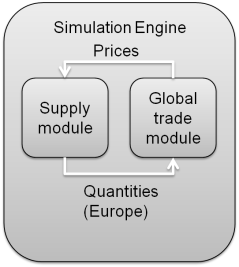 Simulation Engine
Prices
Supply
module
Global
trade
module
Quantities
(Europe)